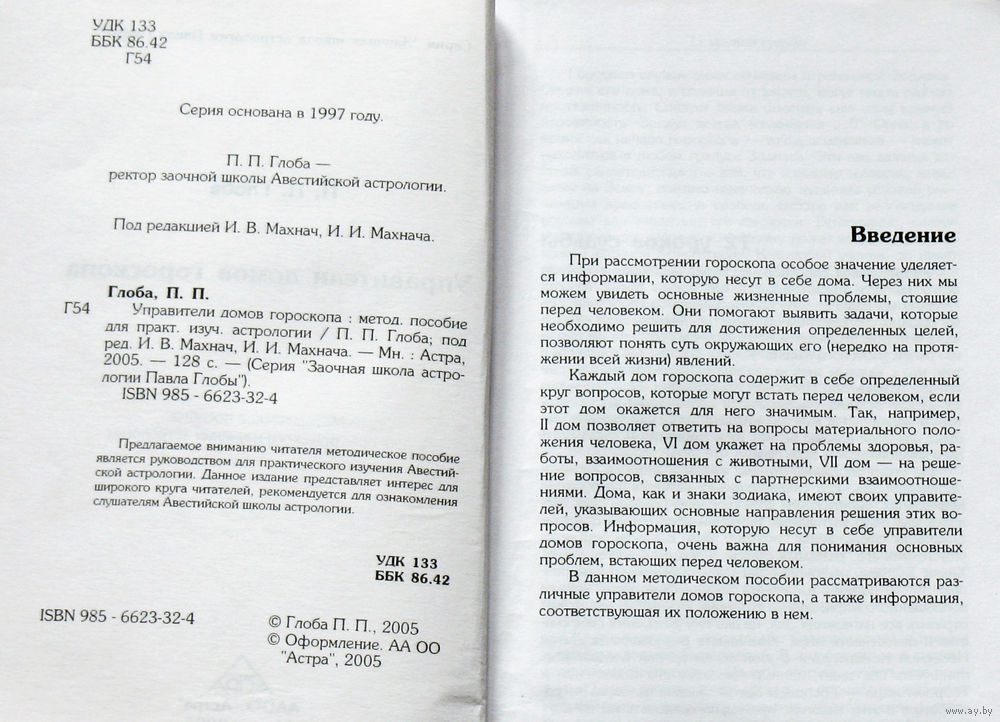 УДК 133
ББК 86.42
Г54
Серия основана в 1997 году.
П. П. Глоба —
ректор заочной школы Авестийской астрологии.
Под редакцией И. В. Махнач, И. И. Махнача.
Глоба, П. П.
Г54 Управители домов гороскопа : метод. пособие
для практ. изуч. астрологии / П. П. Глоба; под
ред. И. В. Махнач, И. И. Махнача. — Мн. : Астра,
2005. — 128 с. — (Серия "Заочная школа астро-
логии Павла Глобы").
ISBN 985 - 6623-32-4
Предлагаемое вниманию читателя методическое пособие
является руководством для практического изучения Авестий-
ской астрологии. Данное издание представляет интерес для
широкого круга читателей, рекомендуется для ознакомления
слушателям Авестийской школы астрологии.
УДК 133
ББК 86.42
ISBN 985 - 6623-32-4
© Глоба П. П., 2005
© Оформление. АА ОО
"Астра", 2005
Введение
При рассмотрении гороскопа особое значение уделяет-
ся информации, которую несут в себе дома. Через них мы
можем увидеть основные жизненные проблемы, стоящие
перед человеком. Они помогают выявить задачи, которые
необходимо решить для достижения определенных целей,
позволяют понять суть окружающих его (нередко на протя-
жении всей жизни) явлений.
Каждый дом гороскопа содержит в себе определенный
круг вопросов, которые могут встать перед человеком, если
этот дом окажется для него значимым. Так, например,
II дом позволяет ответить на вопросы материального поло-
жения человека, VI дом укажет на проблемы здоровья, ра-
боты, взаимоотношения с животными, VII дом — на реше-
ние вопросов, связанных с партнерскими взаимоотноше-
ниями. Дома, как и знаки зодиака, имеют своих управите-
лей, указывающих основные направления решения этих во-
просов. Информация, которую несут в себе управители
домов гороскопа, очень важна для понимания основных
проблем, встающих перед человеком.
В данном методическом пособии рассматриваются раз-
личные управители домов гороскопа, а также информация,
соответствующая их положению в нем.
www.ay.by